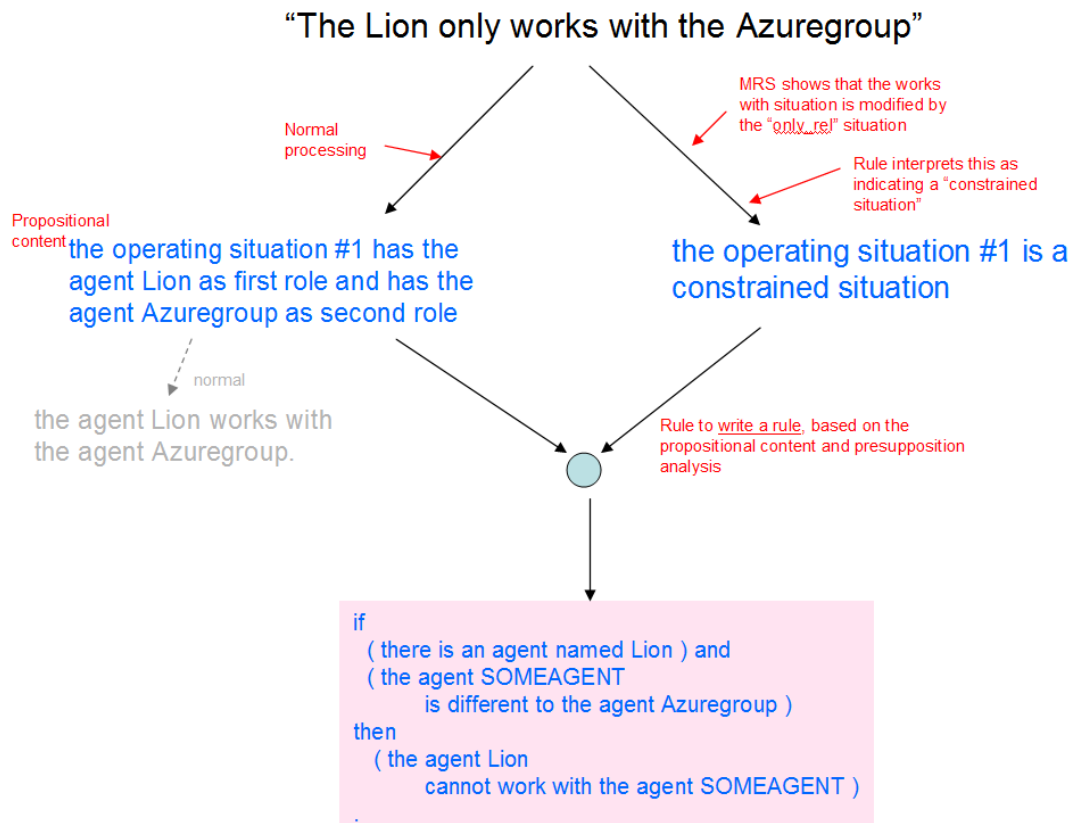 “The Lion only works with the Azuregroup”
MRS shows that the works
with situation is modified by
the “only_rel” situation
Normal
processing
Rule interprets this as
indicating a “constrained
situation”
Propositional
content
the operating situation #1 has the
agent Lion as first role and has the
agent Azuregroup as second role
the operating situation #1 is a
constrained situation
normal
the agent Lion works with
the agent Azuregroup.
Rule to write a rule, based on the
propositional content and presupposition
analysis
if
( there is an agent named Lion ) and
( the agent SOMEAGENT
is different to the agent Azuregroup )
then
( the agent Lion
cannot work with the agent SOMEAGENT )